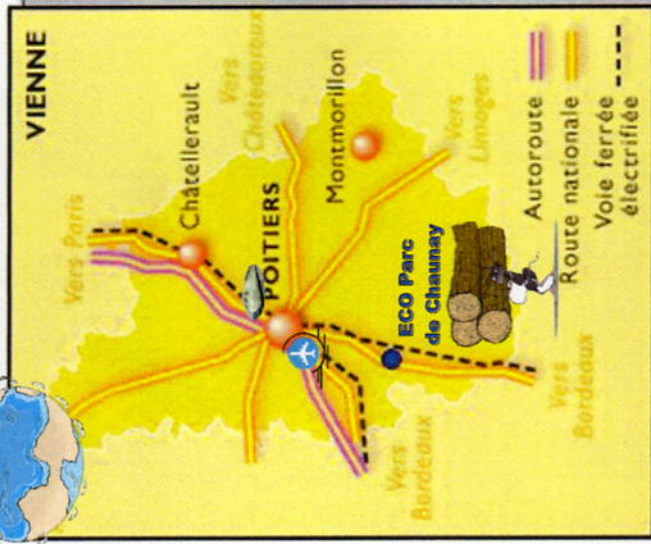 VIENNE
Vers Paris
Vers
Châteauroux
Châtellerault
Montmorillon
POITIERS
Vers
Limoges
ECO Parc
de Chaunay
Vers
Bordeaux
Vers
Bordeaux
Autoroute
Route nationale
Voie ferrée
électrifiée